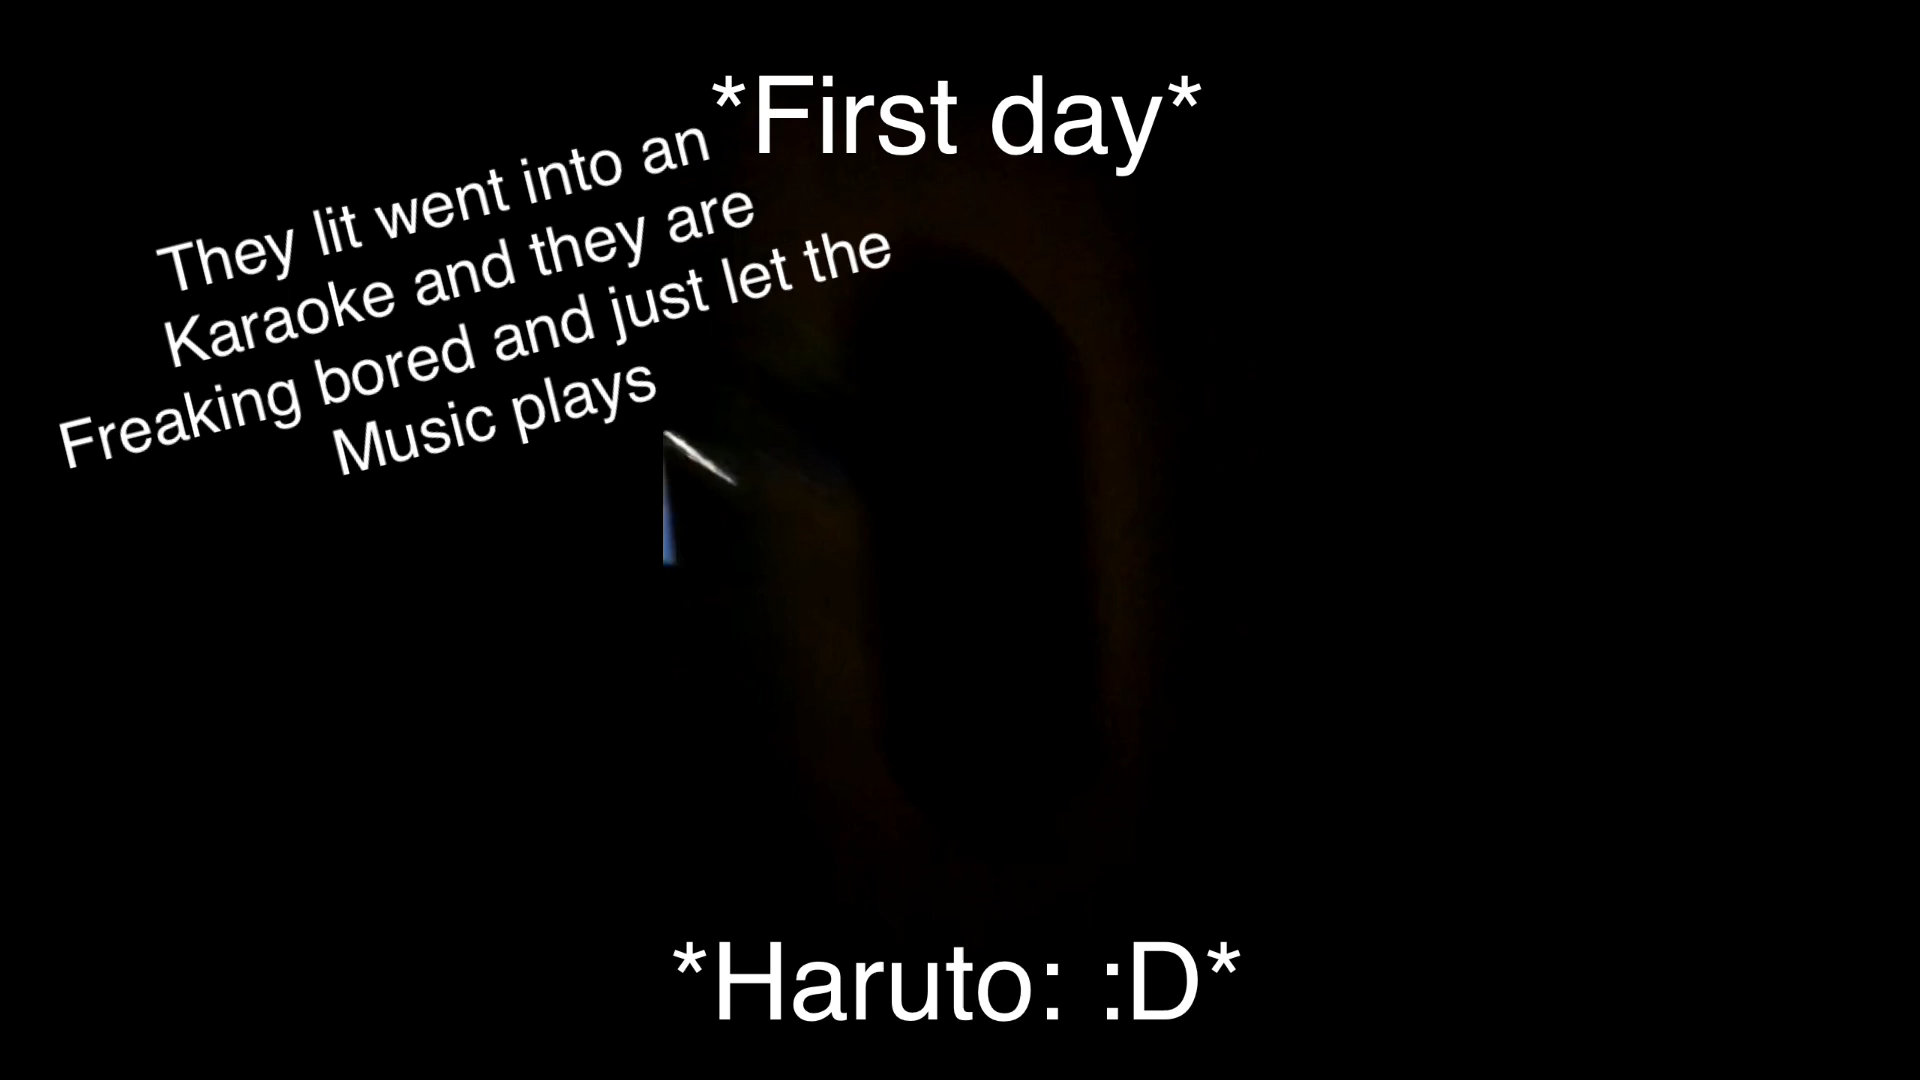 *First day*
They lit went into an
Karaoke and they are
Freaking bored and just let the
Music plays
*Haruto: :D*